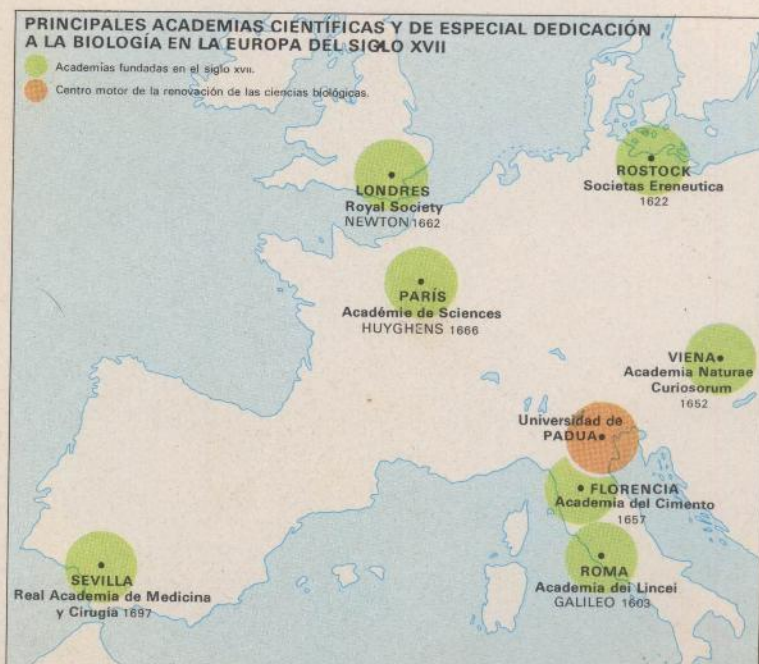 PRINCIPALES ACADEMIAS CIENTÍFICAS Y DE ESPECIAL DEDICACIÓN
A LA BIOLOGÍA EN LA EUROPA DEL SIGLO XVII
Academias fundadas en el siglo XVII.
Centro motor de la renovación de las ciencias biológicas.
LONDRES
Royal Society
NEWTON 1662
ROSTOCK
Societas Ereneutica
1622
PARÍS
Académie de Sciences
HUYGHENS 1666
VIENA
Academia Naturae
Curiosorum
1652
Universidad de
PADUA
FLORENCIA
Academia del Cimento
1657
SEVILLA
Real Academia de Medicina
y Cirugía 1697
ROMA
Academia dei Lincei
GALILEO 1603